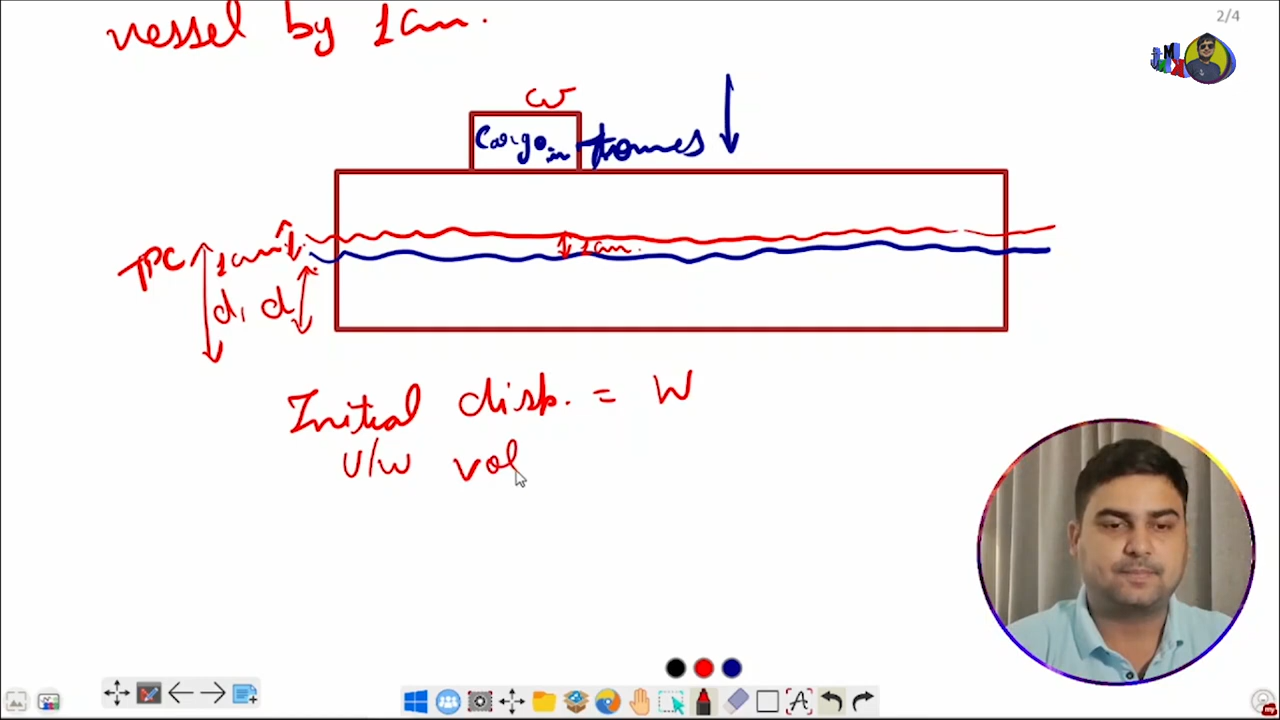 vessel by 1cm.
2/4
w
Cargo in tonnes
TPC 1cm
1cm.
d₁ d
Initial disp. = W
U/W vol